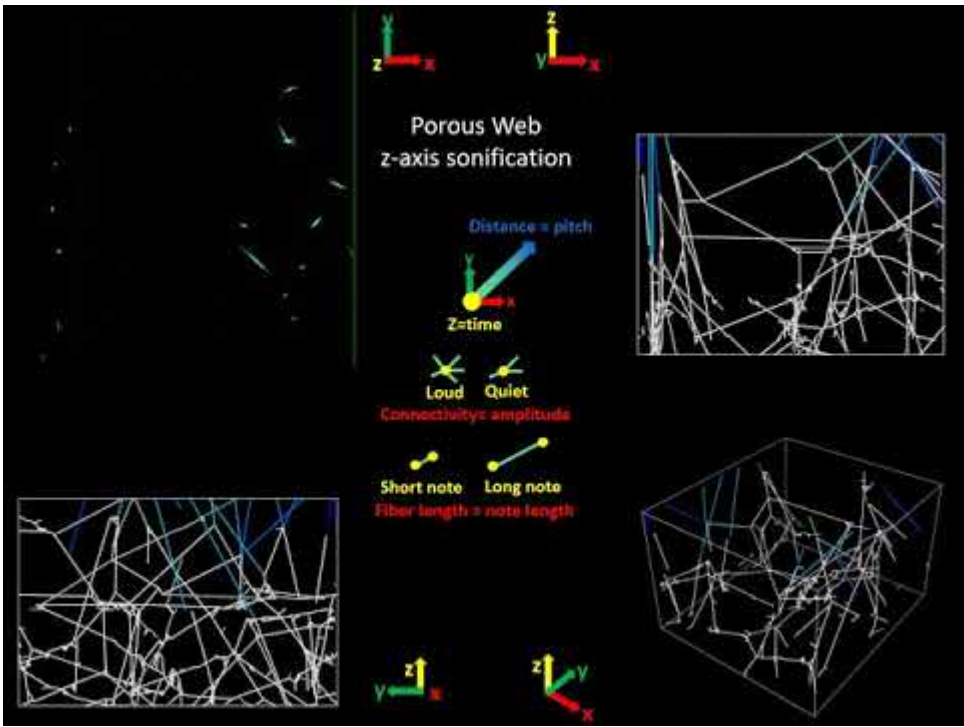 y
z x
z
y x
Porous Web
z-axis sonification
Distance = pitch
y
x
Z=time
Loud Quiet
Connectivity= amplitude
Short note Long note
Fiber length = note length
z
y x
z y
x